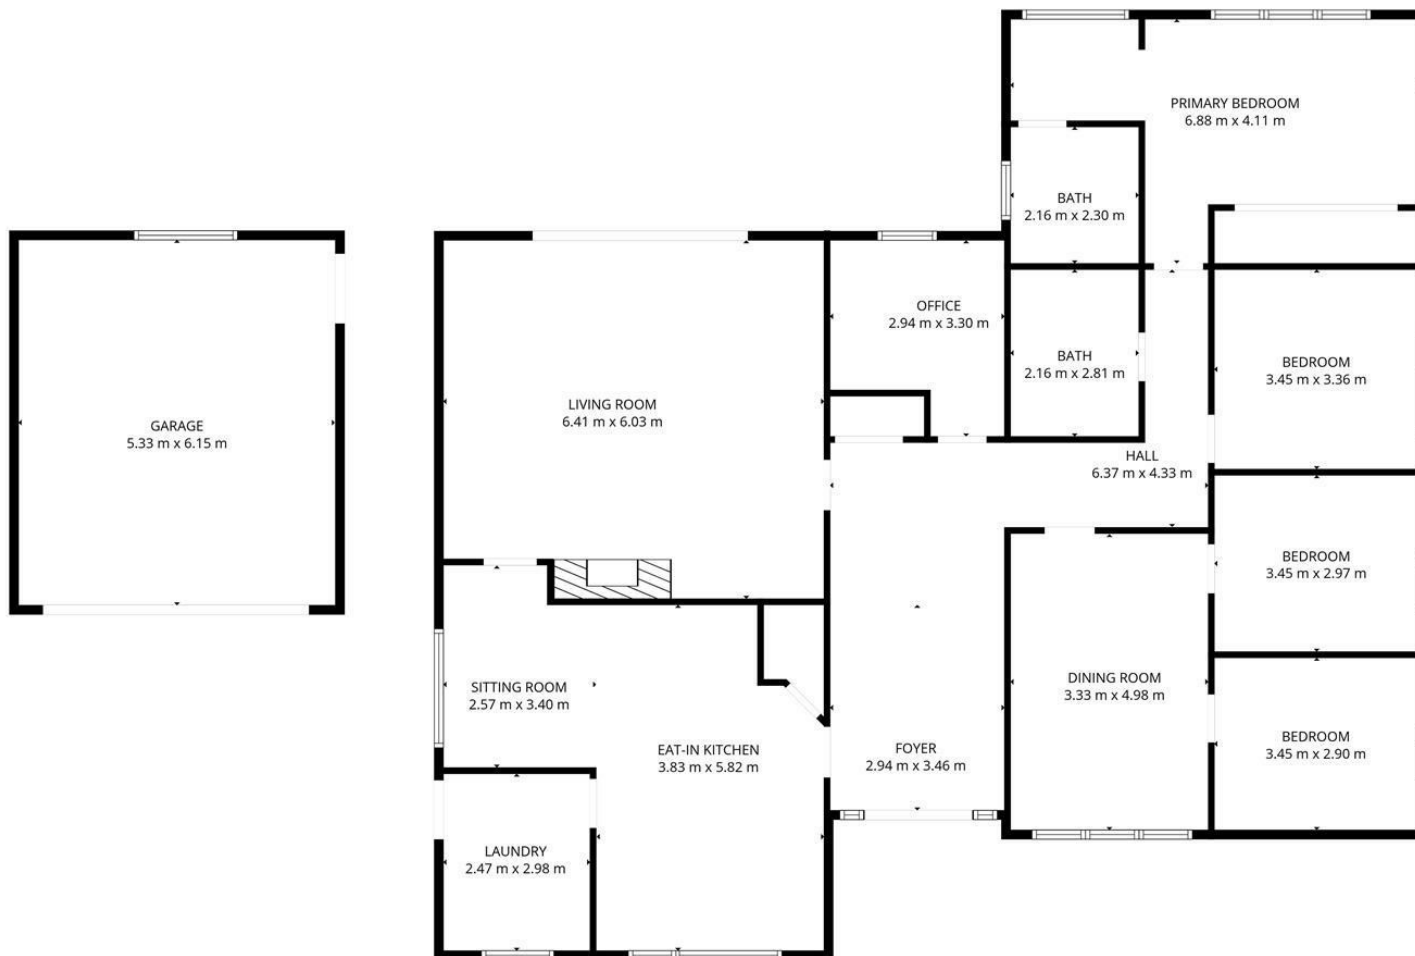 PRIMARY BEDROOM
6.88 m x 4.11 m
BATH
2.16 m x 2.30 m
OFFICE
2.94 m x 3.30 m
BATH
2.16 m x 2.81 m
BEDROOM
3.45 m x 3.36 m
LIVING ROOM
6.41 m x 6.03 m
GARAGE
5.33 m x 6.15 m
HALL
6.37 m x 4.33 m
BEDROOM
3.45 m x 2.97 m
SITTING ROOM
2.57 m x 3.40 m
DINING ROOM
3.33 m x 4.98 m
EAT-IN KITCHEN
3.83 m x 5.82 m
FOYER
2.94 m x 3.46 m
BEDROOM
3.45 m x 2.90 m
LAUNDRY
2.47 m x 2.98 m